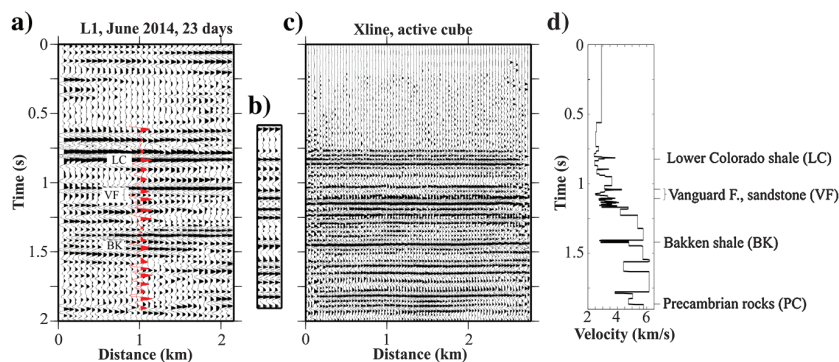 a) L1, June 2014, 23 days
0
0.5
1
1.5
2
Time (s)
LC
VF
BK
0 1 2
Distance (km)
b)
c) Xline, active cube
0 1 2
Distance (km)
d)
0
0.5
1
1.5
Time (s)
2 4 6
Velocity (km/s)
Lower Colorado shale (LC)
Vanguard F., sandstone (VF)
Bakken shale (BK)
Precambrian rocks (PC)